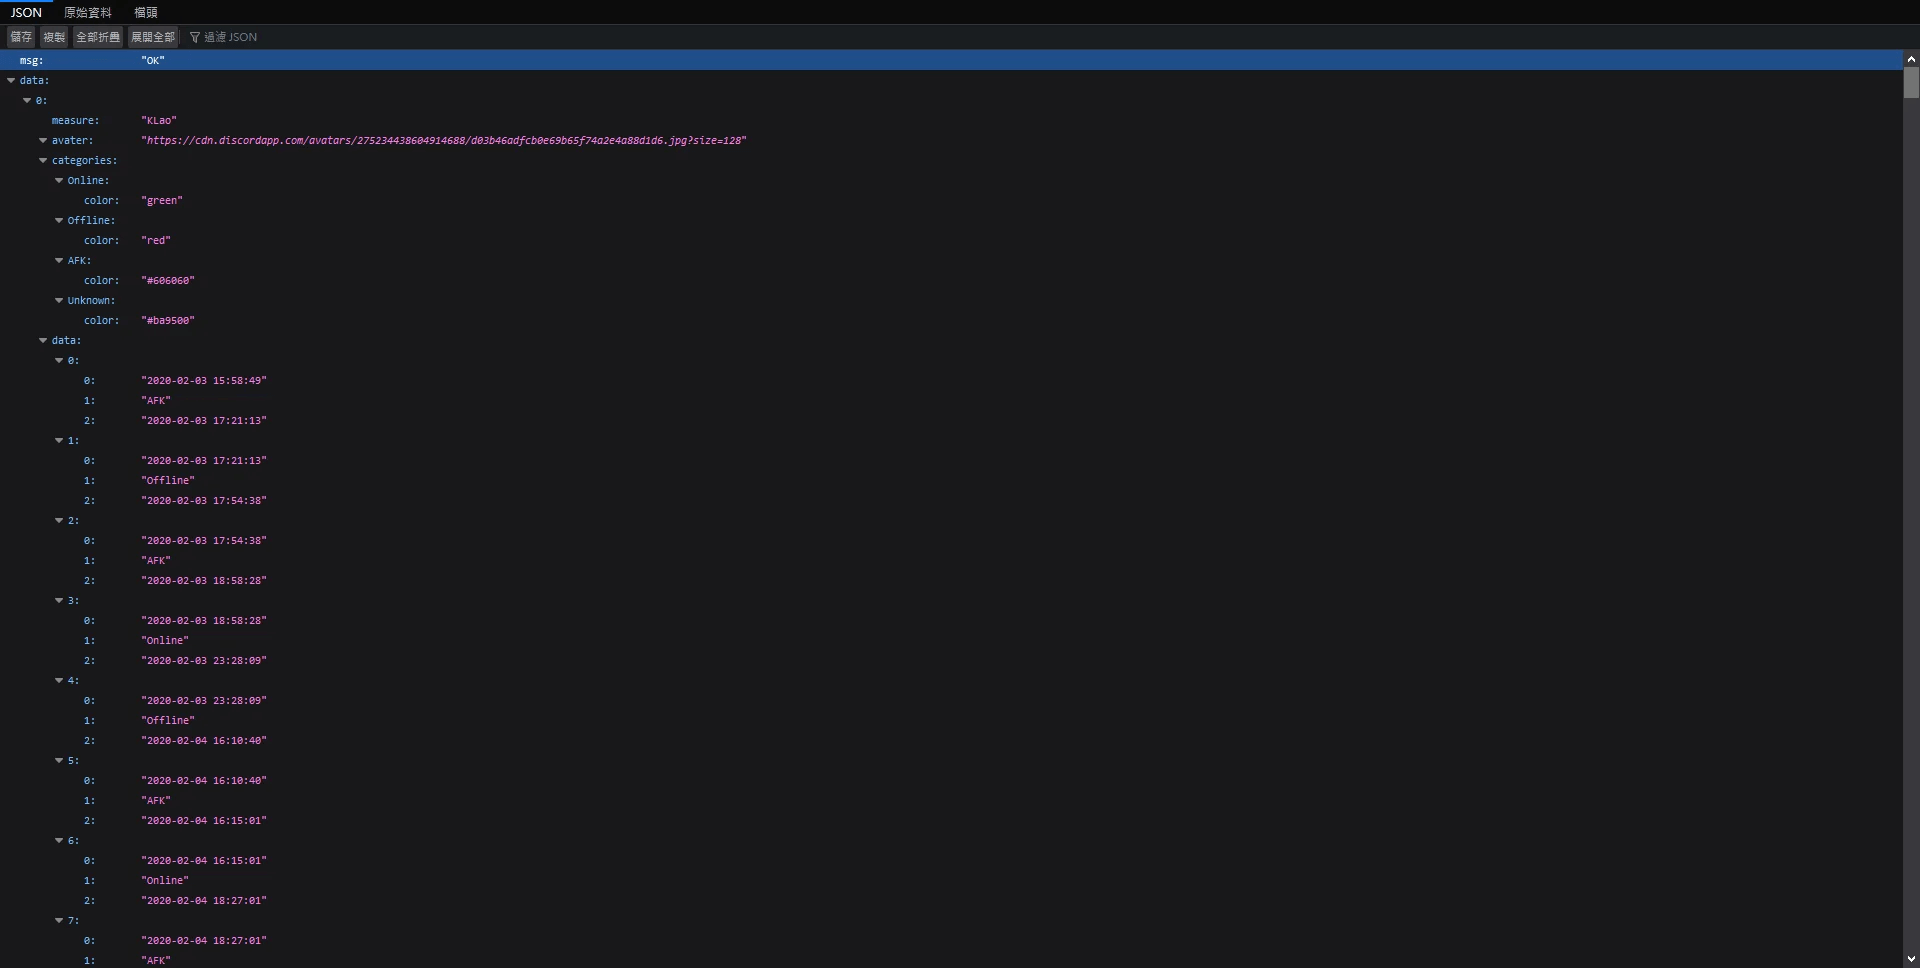 JSON 原始資料 檔頭
儲存 複製 全部折疊 展開全部 過濾 JSON
msg: "OK"
data:
0:
measure: "KLao"
avater: "https://cdn.discordapp.com/avatars/275234438604914688/d03b46adfcb0e69b65f74a2e4a88d1d6.jpg?size=128"
categories:
Online:
color: "green"
Offline:
color: "red"
AFK:
color: "#606060"
Unknown:
color: "#ba9500"
data:
0:
0: "2020-02-03 15:58:49"
1: "AFK"
2: "2020-02-03 17:21:13"
1:
0: "2020-02-03 17:21:13"
1: "Offline"
2: "2020-02-03 17:54:38"
2:
0: "2020-02-03 17:54:38"
1: "AFK"
2: "2020-02-03 18:58:28"
3:
0: "2020-02-03 18:58:28"
1: "Online"
2: "2020-02-03 23:28:09"
4:
0: "2020-02-03 23:28:09"
1: "Offline"
2: "2020-02-04 16:10:40"
5:
0: "2020-02-04 16:10:40"
1: "AFK"
2: "2020-02-04 16:15:01"
6:
0: "2020-02-04 16:15:01"
1: "Online"
2: "2020-02-04 18:27:01"
7:
0: "2020-02-04 18:27:01"
1: "AFK"